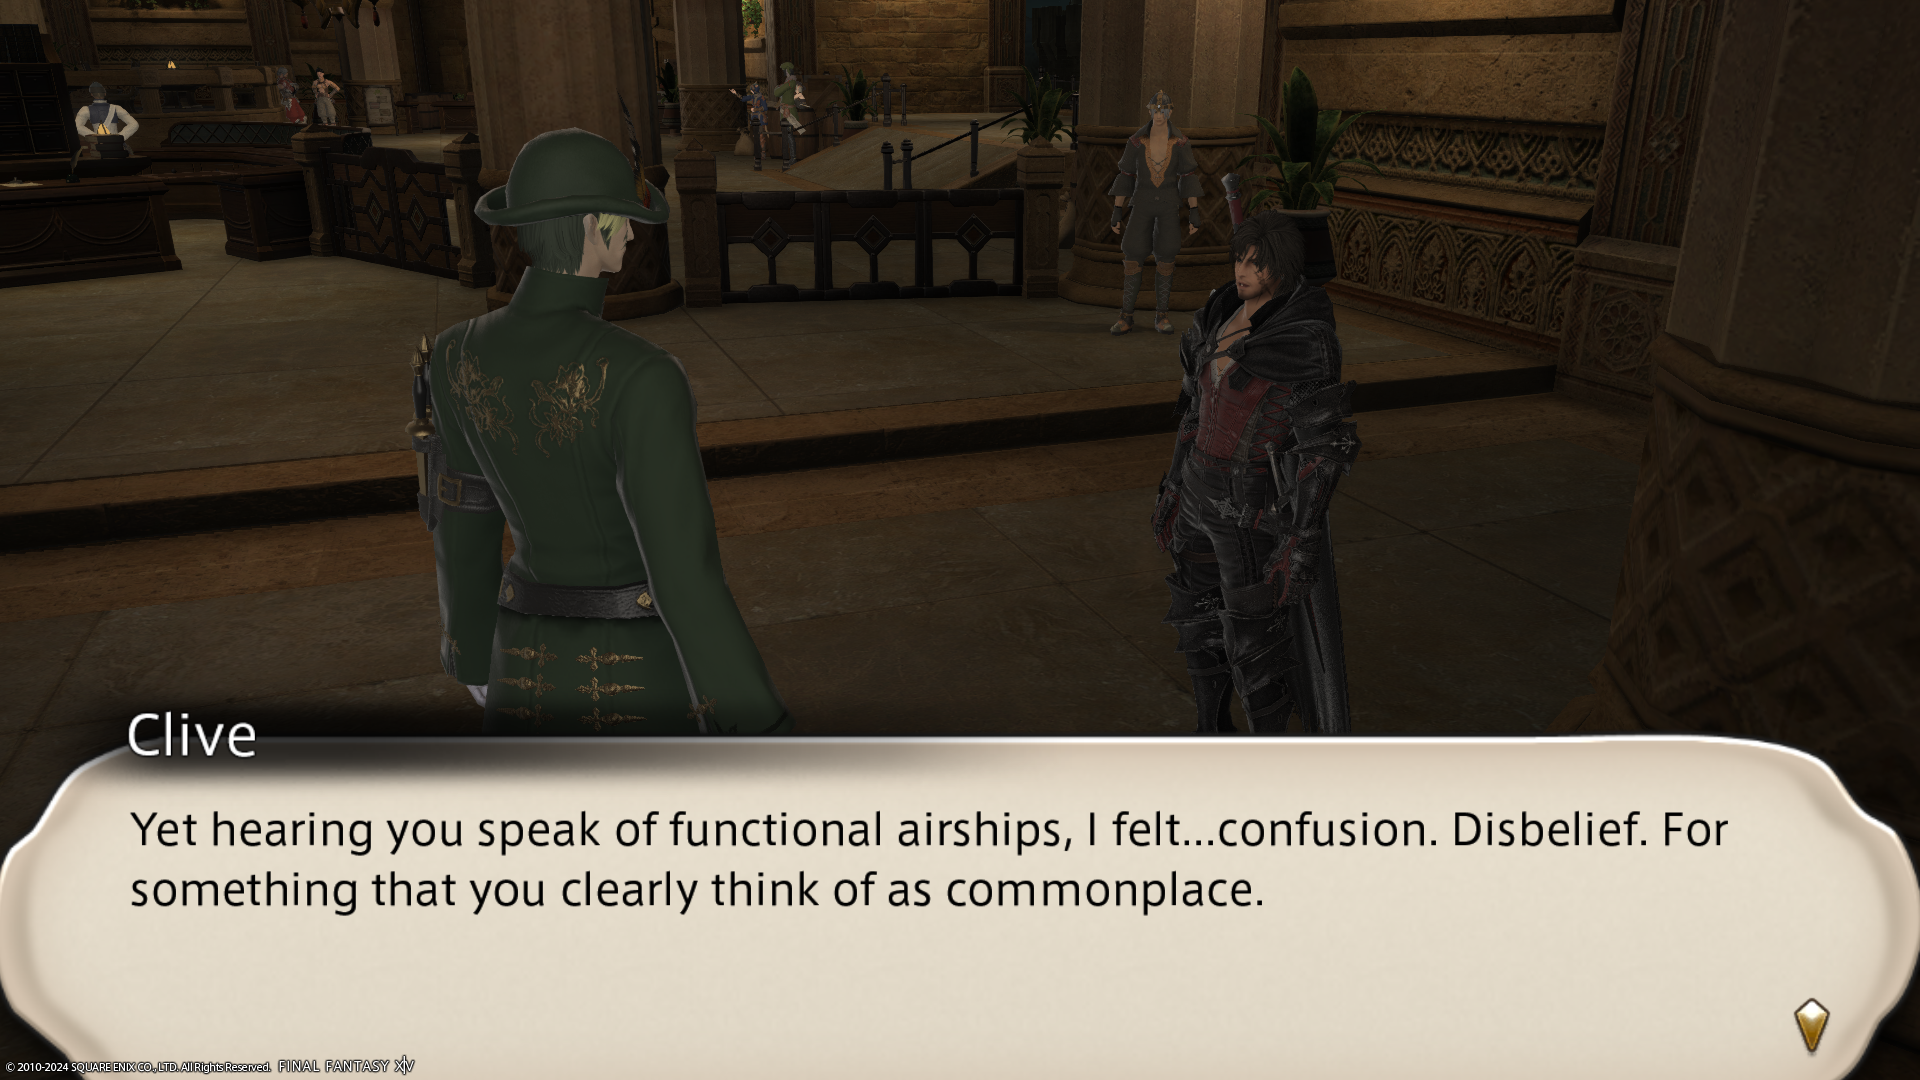 Clive
Yet hearing you speak of functional airships, I felt...confusion. Disbelief. For
something that you clearly think of as commonplace.
© 2010-2024 SQUARE ENIX CO., LTD. All Rights Reserved. FINAL FANTASY XIV